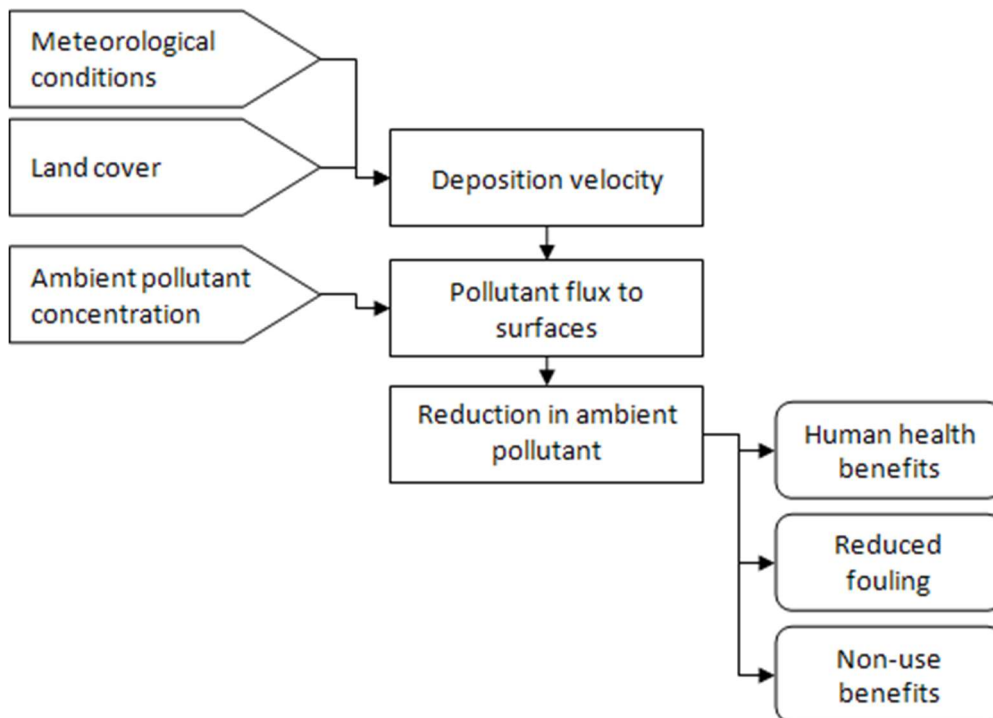 Meteorological
conditions
Land cover
Deposition velocity
Ambient pollutant
concentration
Pollutant flux to
surfaces
Reduction in ambient
pollutant
Human health
benefits
Reduced
fouling
Non-use
benefits